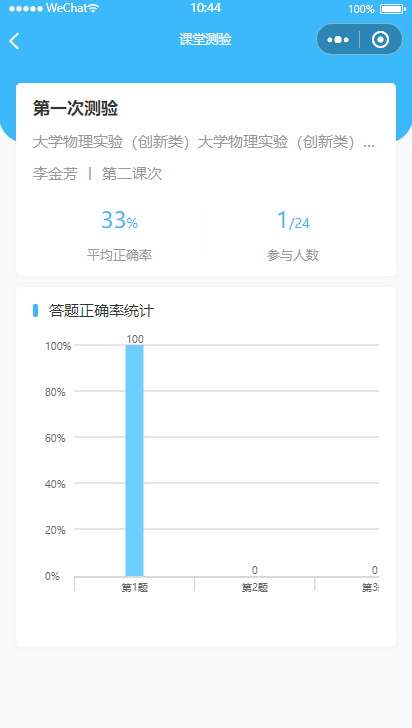 WeChat 10:44 100%
课堂测验
第一次测验
大学物理实验（创新类）大学物理实验（创新类）...
李金芳 | 第二课次
33% 1/24
平均正确率 参与人数
答题正确率统计
100
100%
80%
60%
40%
20%
0 0
0%
第1题 第2题 第3